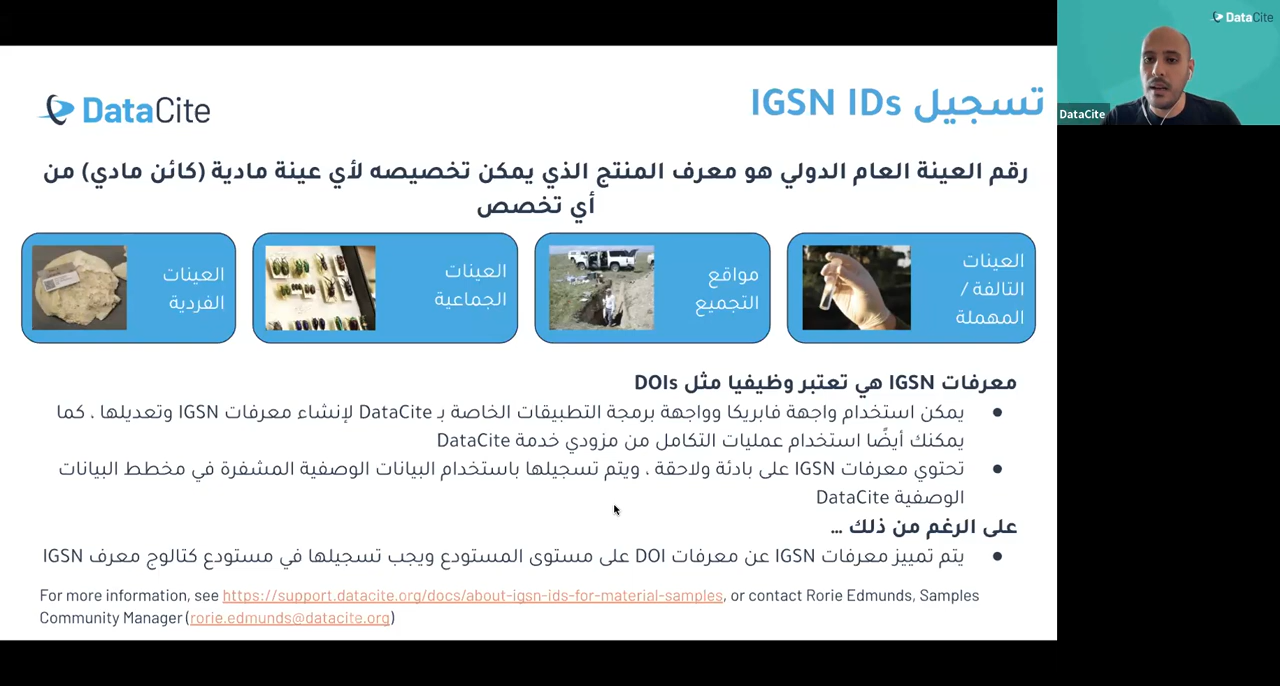 DataCite
تسجيل IGSN IDs
DataCite
DataCite
رقم العينة العام الدولي هو معرف المنتج الذي يمكن تخصيصه لأي عينة مادية (كائن مادي) من
أي تخصص
العينات
التالفة /
المهملة
مواقع
التجميع
العينات
الجماعية
العينات
الفردية
معرفات IGSN هي تعتبر وظيفيا مثل DOIs
● يمكن استخدام واجهة فابريكا وواجهة برمجة التطبيقات الخاصة بـ DataCite لإنشاء معرفات IGSN وتعديلها ، كما
يمكنك أيضًا استخدام عمليات التكامل من مزودي خدمة DataCite
● تحتوي معرفات IGSN على بادئة ولاحقة ، ويتم تسجيلها باستخدام البيانات الوصفية المشفرة في مخطط البيانات
الوصفية DataCite
على الرغم من ذلك ...
● يتم تمييز معرفات IGSN عن معرفات DOI على مستوى المستودع ويجب تسجيلها في مستودع كتالوج معرف IGSN
For more information, see https://support.datacite.org/docs/about-igsn-ids-for-material-samples, or contact Rorie Edmunds, Samples
Community Manager (rorie.edmunds@datacite.org)